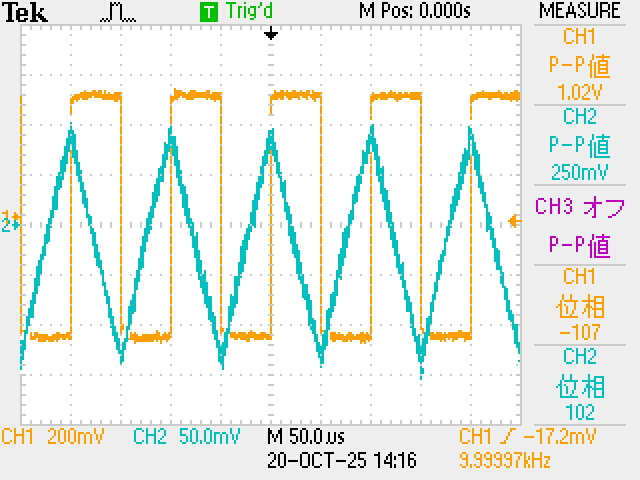 Tek T Trig'd M Pos: 0.000s MEASURE
CH1
P-P値
1.02V
CH2
P-P値
250mV
CH3 オフ
P-P値
CH1
位相
-107
CH2
位相
102
1
2
CH1 200mV CH2 50.0mV M 50.0us CH1 -17.2mV
20-OCT-25 14:16 9.99997kHz